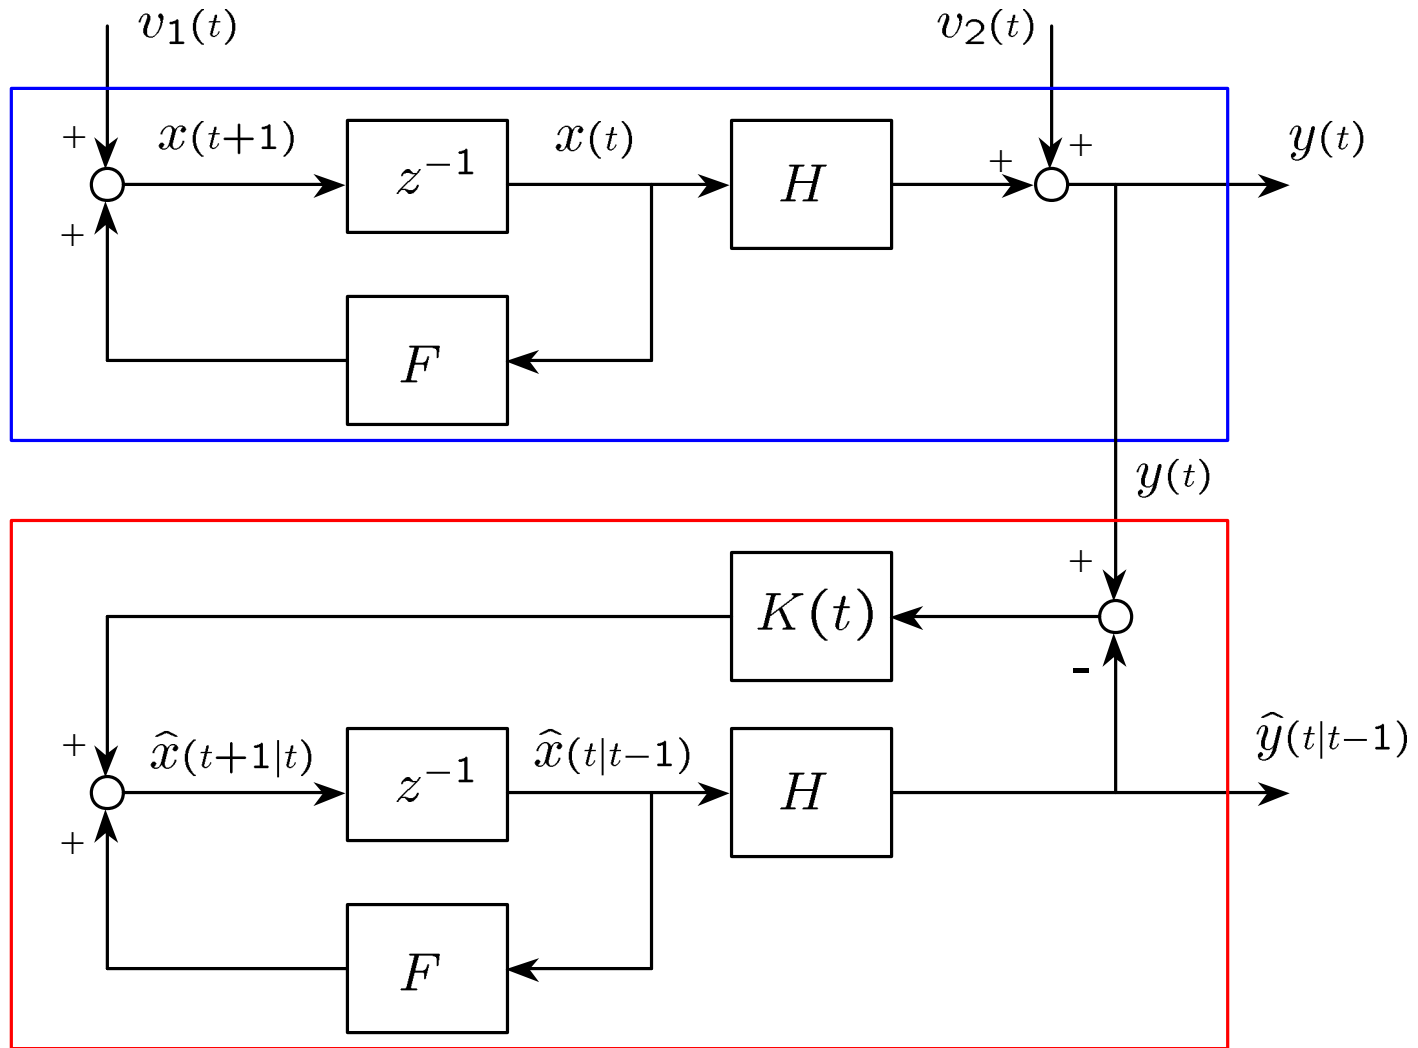 v₁(t) v₂(t)
+ x(t+1) z⁻¹ x(t) H + + y(t)
+
F
y(t)
+
K(t)
-
+ x̂(t+1|t) z⁻¹ x̂(t|t−1) H ŷ(t|t−1)
+
F